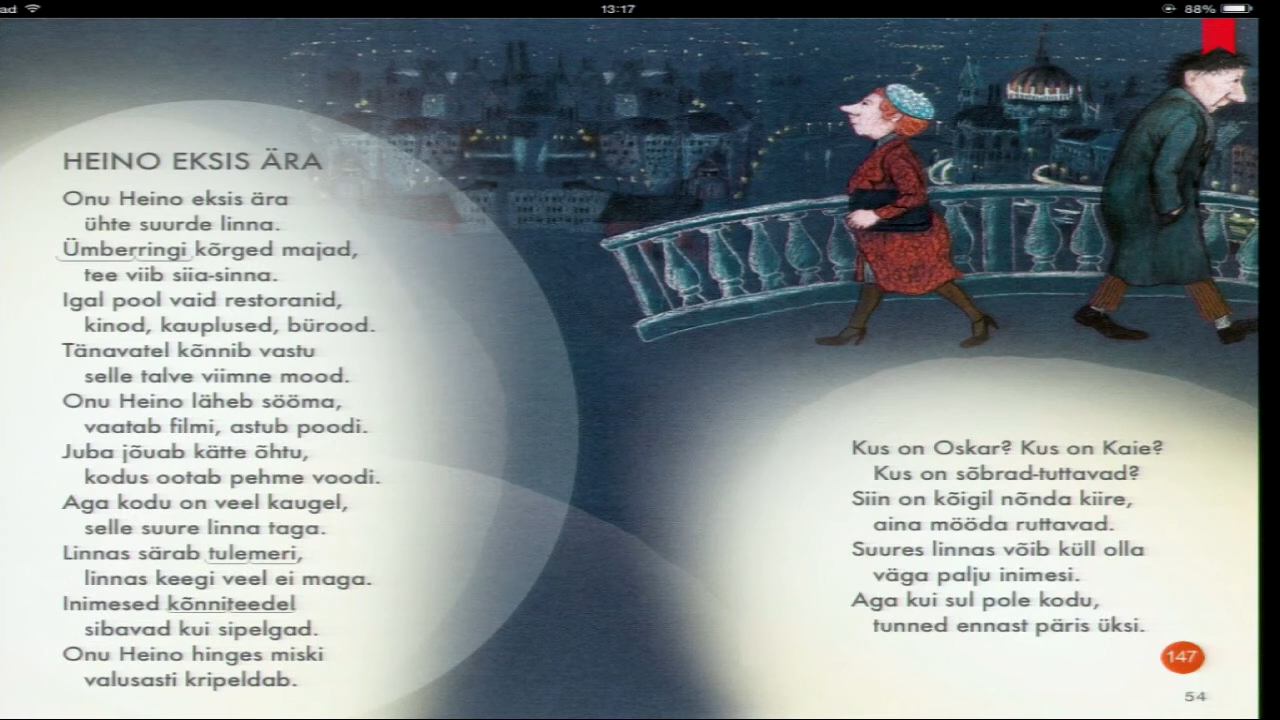 ad
13:17
88%
HEINO EKSIS ÄRA
Onu Heino eksis ära
ühte suurde linna.
Ümberringi kõrged majad,
tee viib siia-sinna.
Igal pool vaid restoranid,
kinod, kauplused, bürood.
Tänavatel kõnnib vastu
selle talve viimne mood.
Onu Heino läheb sööma,
vaatab filmi, astub poodi.
Juba jõuab kätte õhtu,
kodus ootab pehme voodi.
Aga kodu on veel kaugel,
selle suure linna taga.
Linnas särab tulemeri,
linnas keegi veel ei maga.
Inimesed kõnniteedel
sibavad kui sipelgad.
Onu Heino hinges miski
valusasti kripeldab.
Kus on Oskar? Kus on Kaie?
Kus on sõbrad-tuttavad?
Siin on kõigil nõnda kiire,
aina mööda ruttavad.
Suures linnas võib küll olla
väga palju inimesi.
Aga kui sul pole kodu,
tunned ennast päris üksi.
147
54